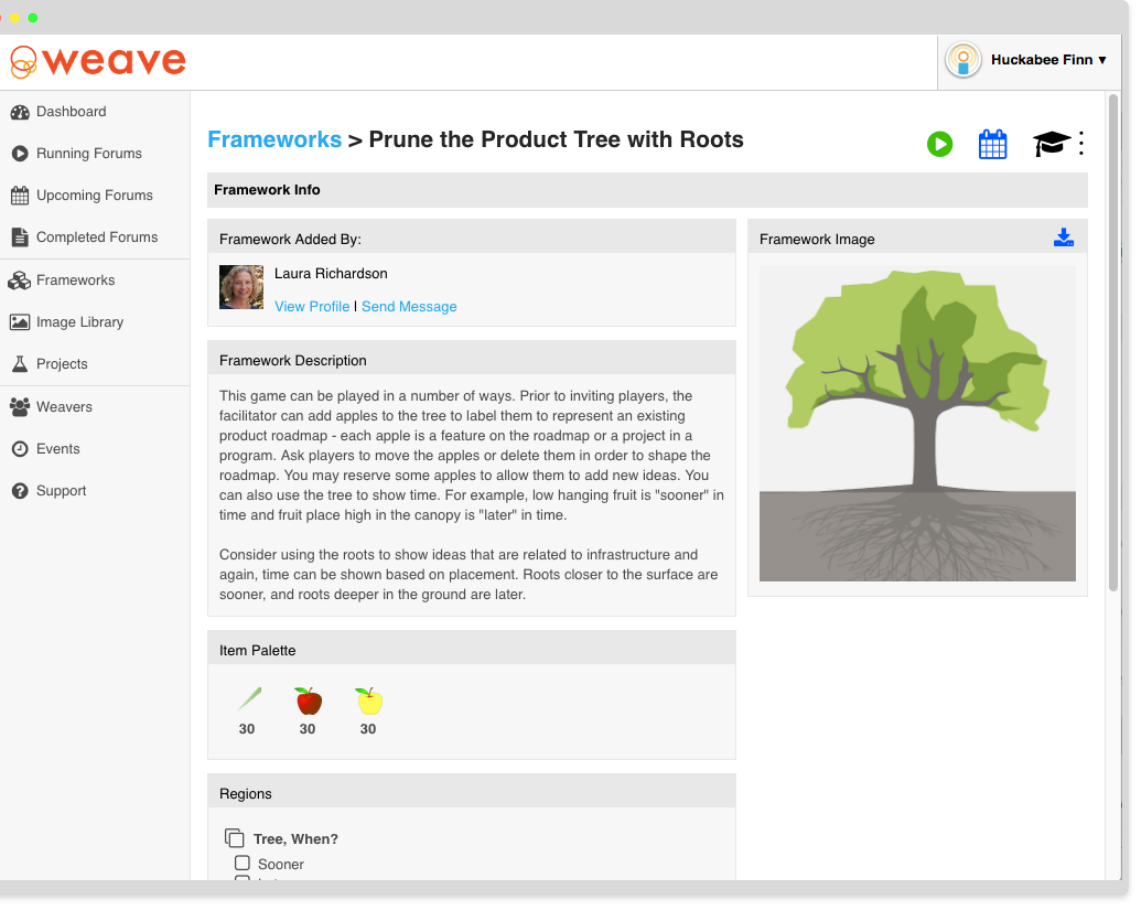 weave
Huckabee Finn ▾
Dashboard
Running Forums
Upcoming Forums
Completed Forums
Frameworks
Image Library
Projects
Weavers
Events
Support
Frameworks > Prune the Product Tree with Roots
Framework Info
Framework Added By:
Laura Richardson
View Profile | Send Message
Framework Description
This game can be played in a number of ways. Prior to inviting players, the
facilitator can add apples to the tree to label them to represent an existing
product roadmap - each apple is a feature on the roadmap or a project in a
program. Ask players to move the apples or delete them in order to shape the
roadmap. You may reserve some apples to allow them to add new ideas. You
can also use the tree to show time. For example, low hanging fruit is "sooner" in
time and fruit place high in the canopy is "later" in time.
Consider using the roots to show ideas that are related to infrastructure and
again, time can be shown based on placement. Roots closer to the surface are
sooner, and roots deeper in the ground are later.
Item Palette
30 30 30
Regions
Tree, When?
Sooner
Framework Image